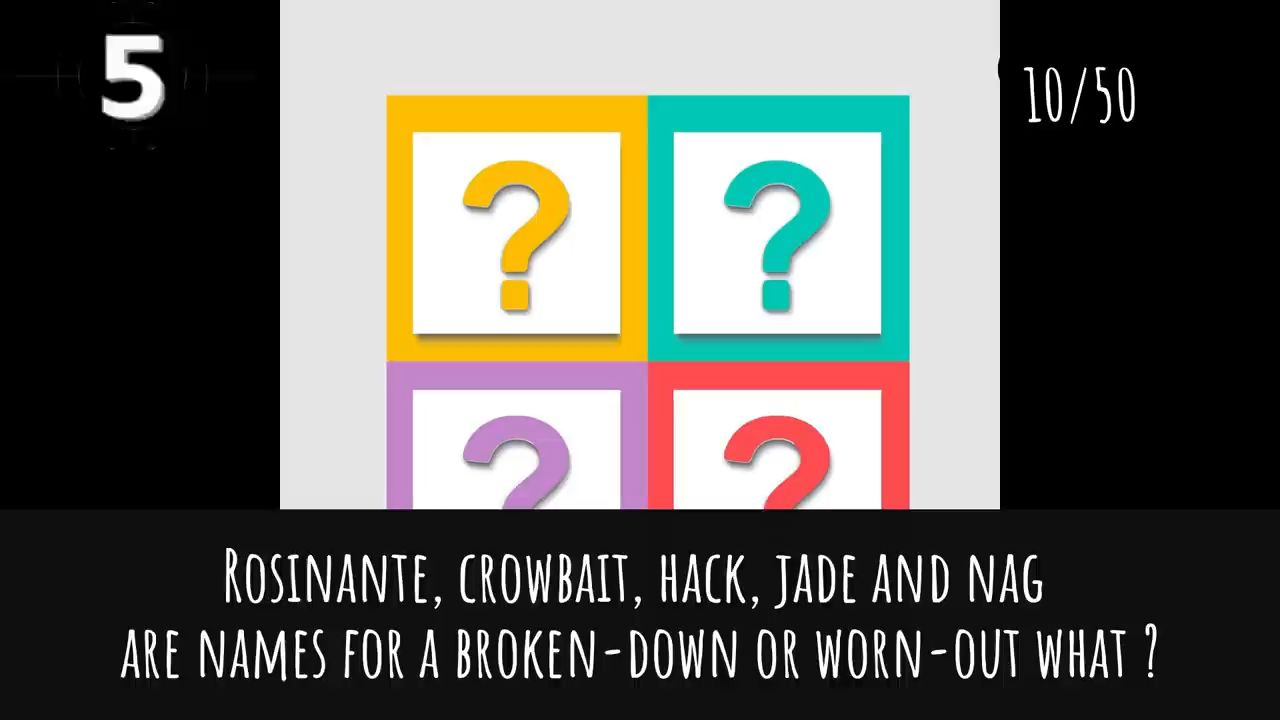 5
10/50
? ?
? ?
Rosinante, crowbait, hack, jade and nag
are names for a broken-down or worn-out what ?